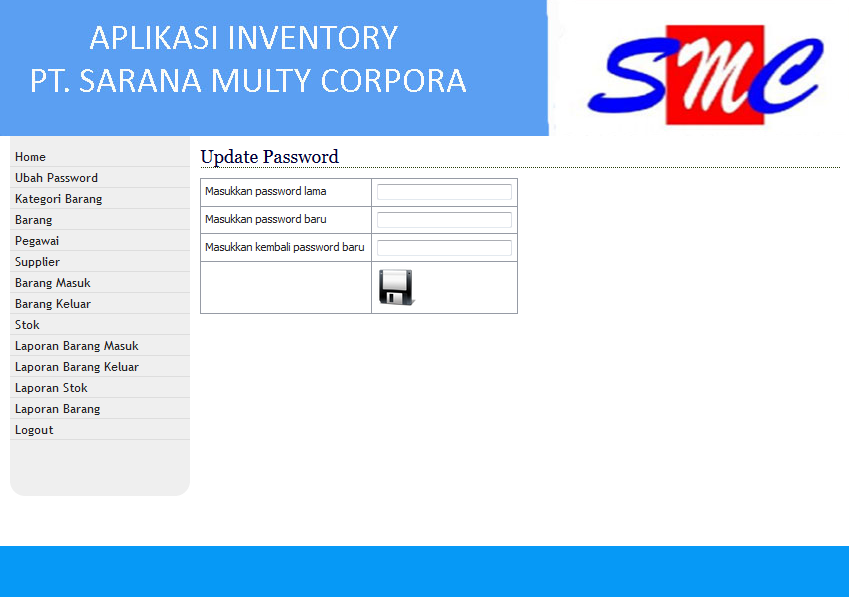 APLIKASI INVENTORY
PT. SARANA MULTY CORPORA
SMC
Home
Ubah Password
Kategori Barang
Barang
Pegawai
Supplier
Barang Masuk
Barang Keluar
Stok
Laporan Barang Masuk
Laporan Barang Keluar
Laporan Stok
Laporan Barang
Logout
Update Password
Masukkan password lama
Masukkan password baru
Masukkan kembali password baru